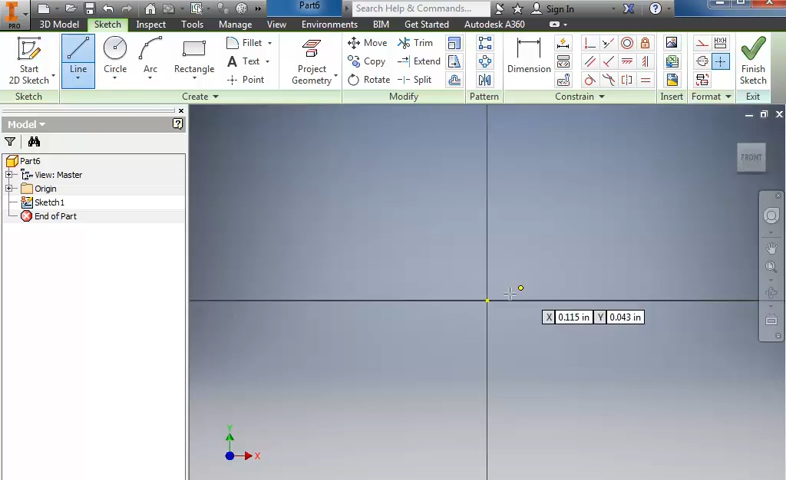 Part6
Search Help & Commands...
Sign In
PRO
3D Model Sketch Inspect Tools Manage View Environments BIM Get Started Autodesk A360
Start
2D Sketch
Line
Circle
Arc
Rectangle
Fillet
Text
Point
Project
Geometry
Move
Copy
Rotate
Trim
Extend
Split
Dimension
Finish
Sketch
Sketch Create Modify Pattern Constrain Insert Format Exit
Model
Part6
View: Master
Origin
Sketch1
End of Part
FRONT
X 0.115 in Y 0.043 in
Y
X